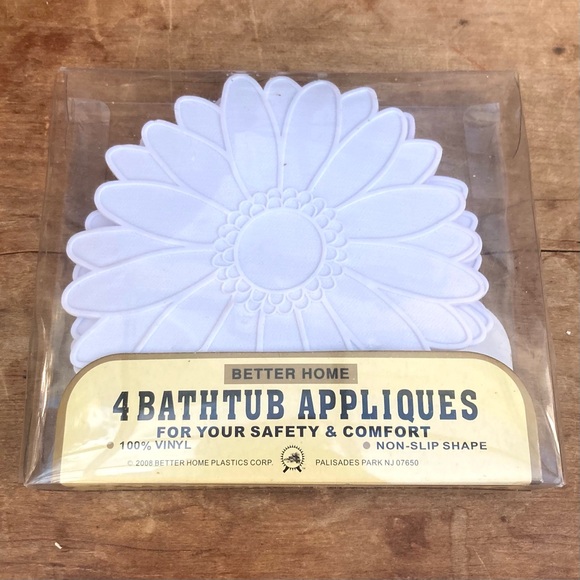 BETTER HOME
4 BATHTUB APPLIQUES
FOR YOUR SAFETY & COMFORT
• 100% VINYL • NON-SLIP SHAPE
© 2008 BETTER HOME PLASTICS CORP. PALISADES PARK NJ 07650